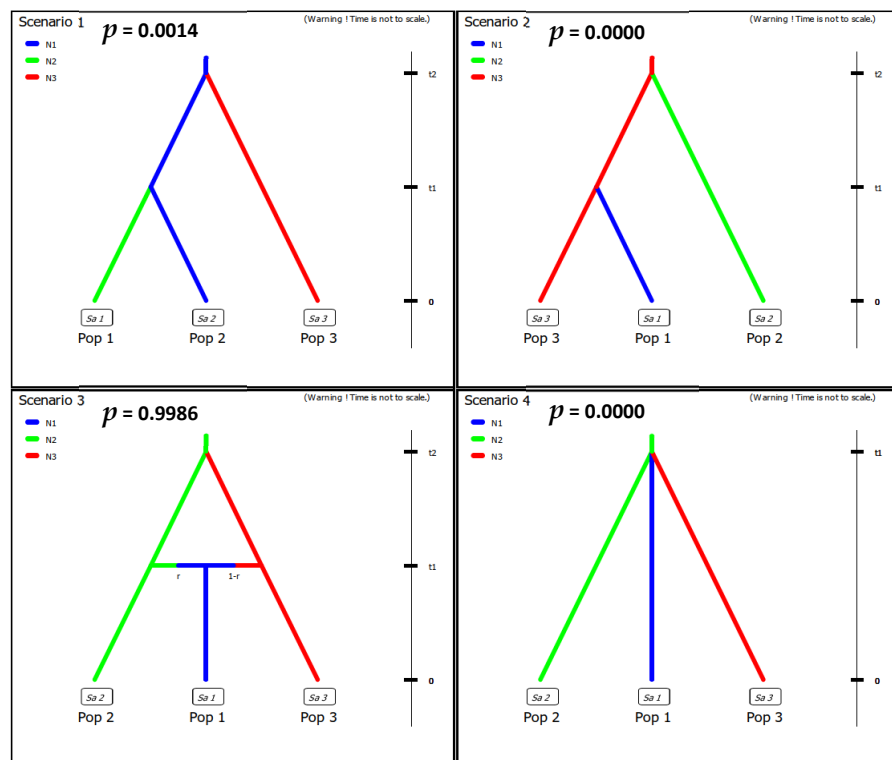 Scenario 1
p = 0.0014
(Warning ! Time is not to scale.)
N1
N2
N3
t2
t1
0
Sa 1
Sa 2
Sa 3
Pop 1
Pop 2
Pop 3
Scenario 2
p = 0.0000
(Warning ! Time is not to scale.)
N1
N2
N3
t2
t1
0
Sa 3
Sa 1
Sa 2
Pop 3
Pop 1
Pop 2
Scenario 3
p = 0.9986
(Warning ! Time is not to scale.)
N1
N2
N3
t2
t1
r
1-r
0
Sa 2
Sa 1
Sa 3
Pop 2
Pop 1
Pop 3
Scenario 4
p = 0.0000
(Warning ! Time is not to scale.)
N1
N2
N3
t1
0
Sa 2
Sa 1
Sa 3
Pop 2
Pop 1
Pop 3